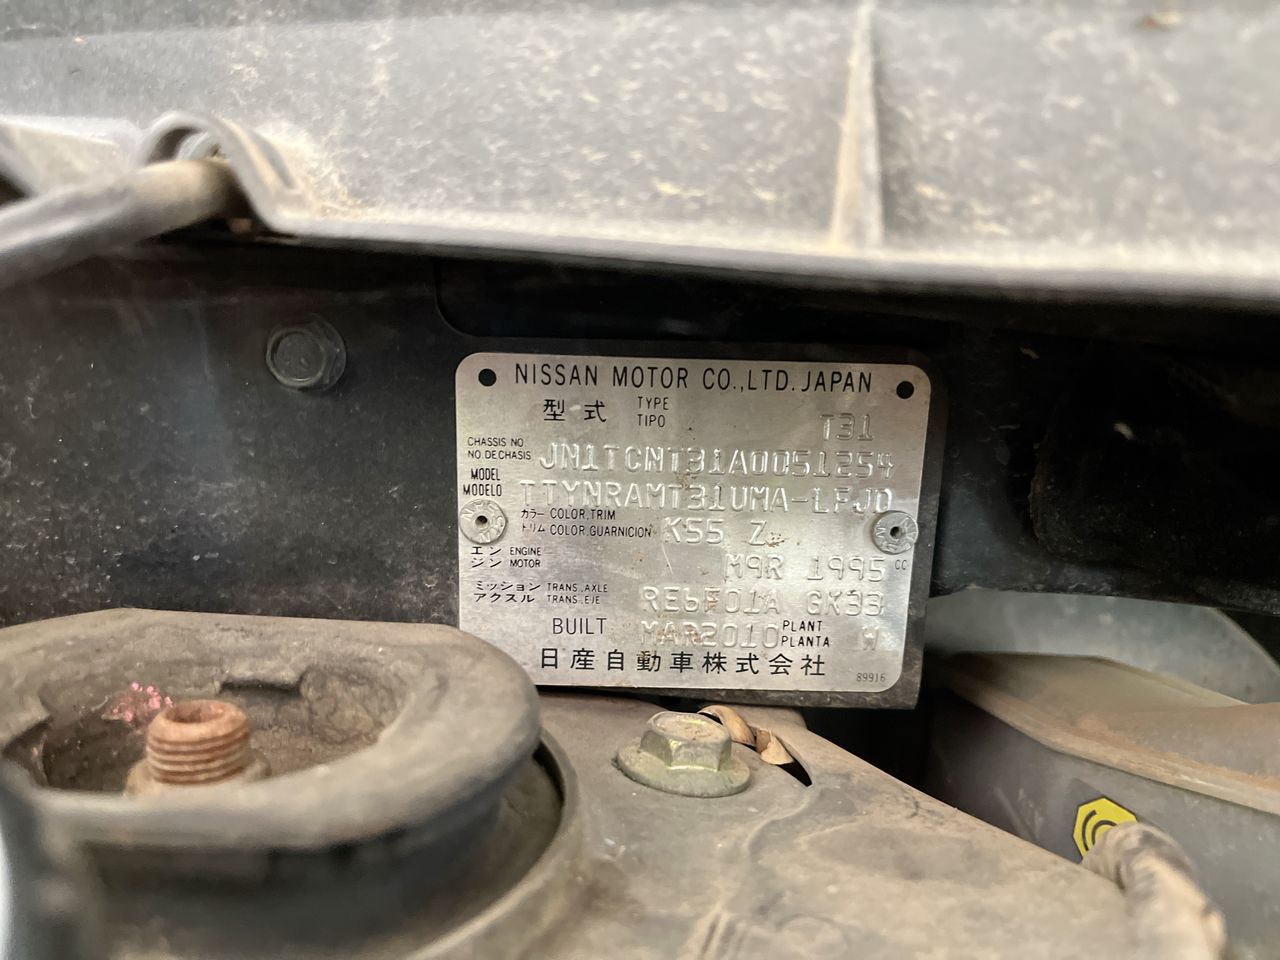 NISSAN MOTOR CO.,LTD. JAPAN
型式 TYPE TIPO T31
CHASSIS NO NO.DE CHASIS JN1TCNT31A0051254
MODEL MODELO TTYNRAMT31UMA-LFJD
カラー COLOR,TRIM
トリム COLOR.GUARNICION K55 Z
エンジン ENGINE MOTOR M9R 1995 CC
ミッション TRANS.,AXLE
アクスル TRANS.,EJE RE6F01A GK33
BUILT MAR2010 PLANT PLANTA W
日産自動車株式会社 89916